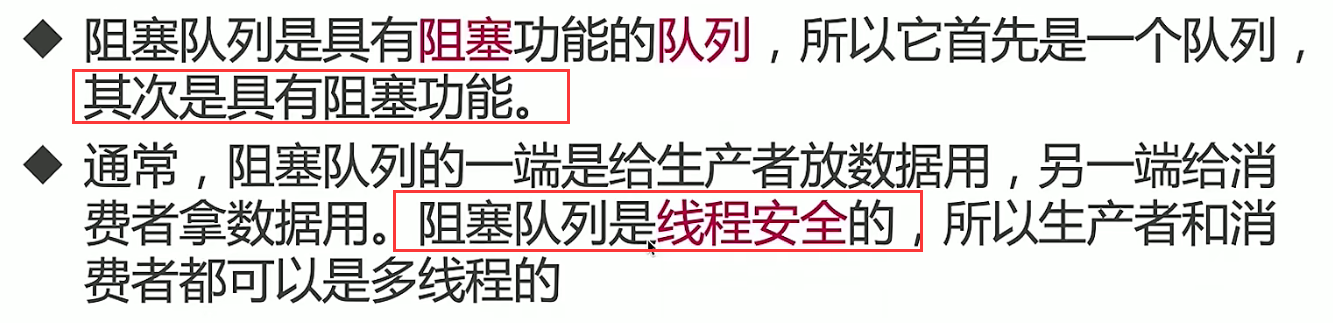 ◆ 阻塞队列是具有阻塞功能的队列，所以它首先是一个队列，
其次是具有阻塞功能。
◆ 通常，阻塞队列的一端是给生产者放数据用，另一端给消
费者拿数据用。阻塞队列是线程安全的，所以生产者和消
费者都可以是多线程的